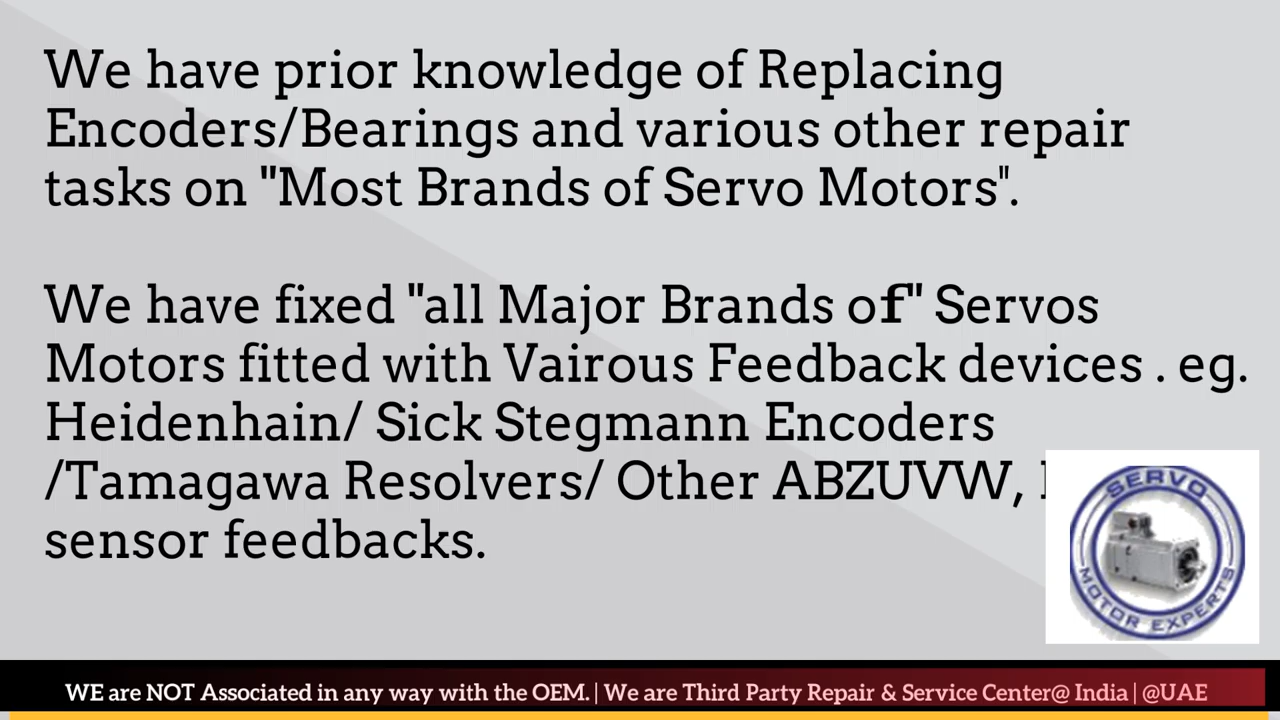 We have prior knowledge of Replacing
Encoders/Bearings and various other repair
tasks on "Most Brands of Servo Motors".
We have fixed "all Major Brands of" Servos
Motors fitted with Vairous Feedback devices . eg.
Heidenhain/ Sick Stegmann Encoders
/Tamagawa Resolvers/ Other ABZUVW,
sensor feedbacks.
SERVO
MOTOR EXPERTS
WE are NOT Associated in any way with the OEM. | We are Third Party Repair & Service Center@ India | @UAE